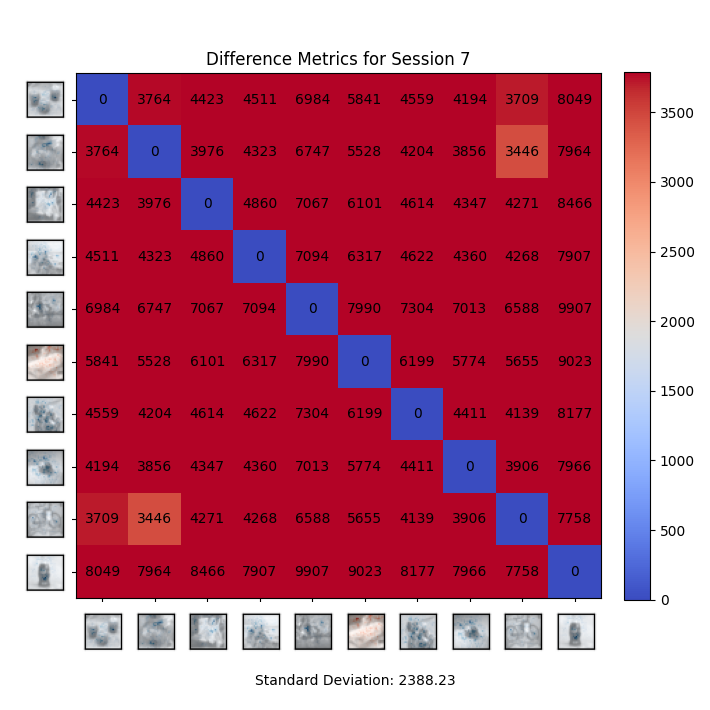 Difference Metrics for Session 7
0 3764 4423 4511 6984 5841 4559 4194 3709 8049
3764 0 3976 4323 6747 5528 4204 3856 3446 7964
4423 3976 0 4860 7067 6101 4614 4347 4271 8466
4511 4323 4860 0 7094 6317 4622 4360 4268 7907
6984 6747 7067 7094 0 7990 7304 7013 6588 9907
5841 5528 6101 6317 7990 0 6199 5774 5655 9023
4559 4204 4614 4622 7304 6199 0 4411 4139 8177
4194 3856 4347 4360 7013 5774 4411 0 3906 7966
3709 3446 4271 4268 6588 5655 4139 3906 0 7758
8049 7964 8466 7907 9907 9023 8177 7966 7758 0
3500
3000
2500
2000
1500
1000
500
0
Standard Deviation: 2388.23